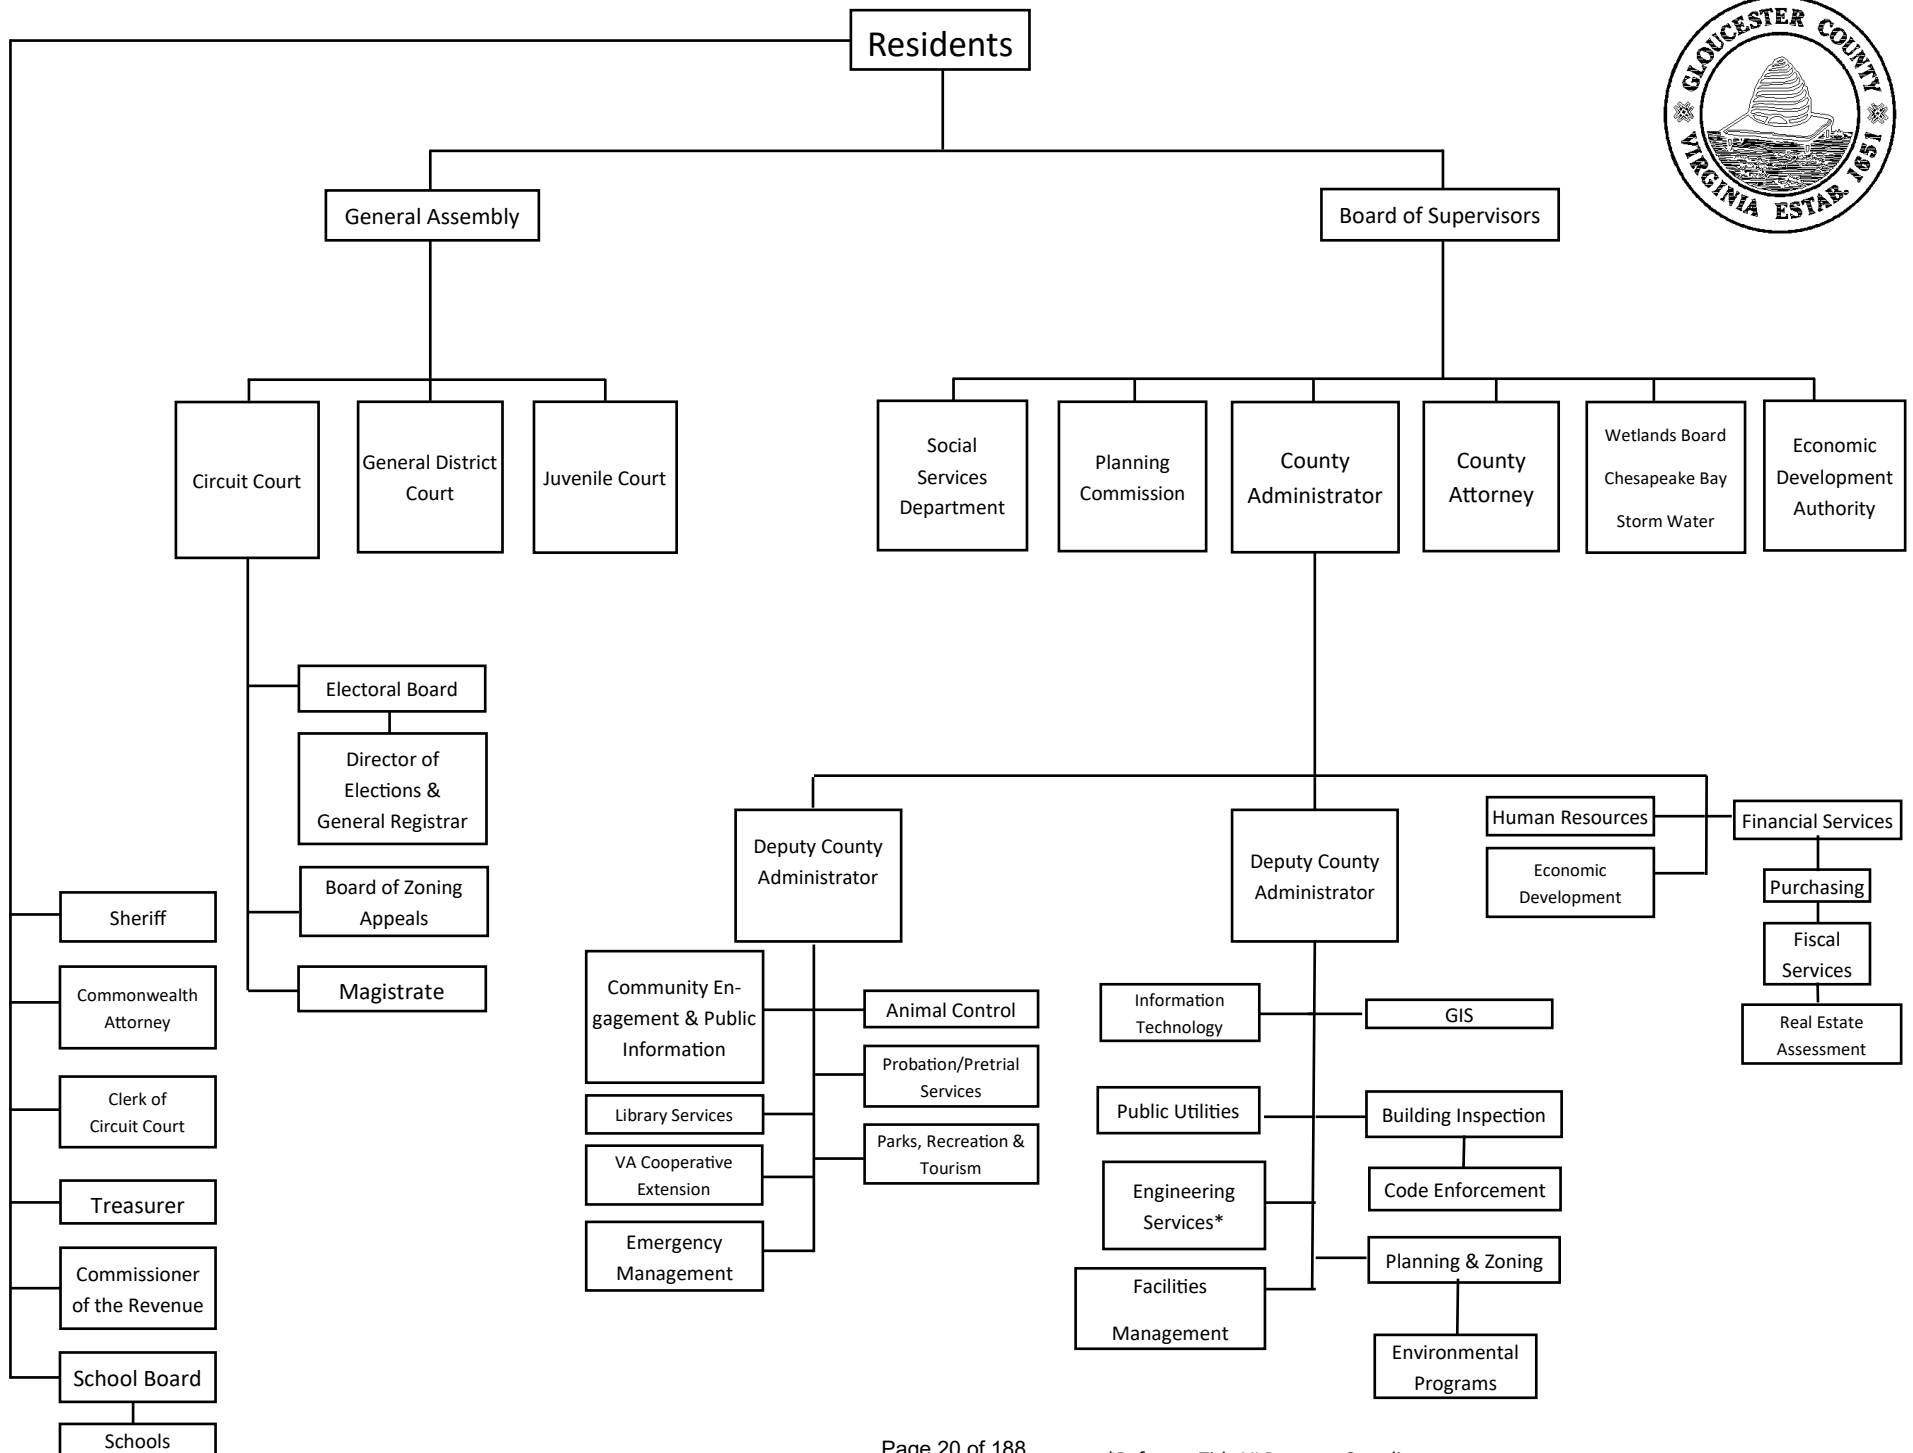 Residents
GLOUCESTER COUNTY
VIRGINIA ESTAB. 1651
General Assembly
Board of Supervisors
Circuit Court
General District
Court
Juvenile Court
Social
Services
Department
Planning
Commission
County
Administrator
County
Attorney
Wetlands Board
Chesapeake Bay
Storm Water
Economic
Development
Authority
Electoral Board
Director of
Elections &
General Registrar
Board of Zoning
Appeals
Magistrate
Sheriff
Commonwealth
Attorney
Clerk of
Circuit Court
Treasurer
Commissioner
of the Revenue
School Board
Schools
Deputy County
Administrator
Community En-
gagement & Public
Information
Library Services
VA Cooperative
Extension
Emergency
Management
Animal Control
Probation/Pretrial
Services
Parks, Recreation &
Tourism
Deputy County
Administrator
Information
Technology
Public Utilities
Engineering
Services*
Facilities
Management
GIS
Building Inspection
Code Enforcement
Planning & Zoning
Environmental
Programs
Human Resources
Economic
Development
Financial Services
Purchasing
Fiscal
Services
Real Estate
Assessment
Page 20 of 188